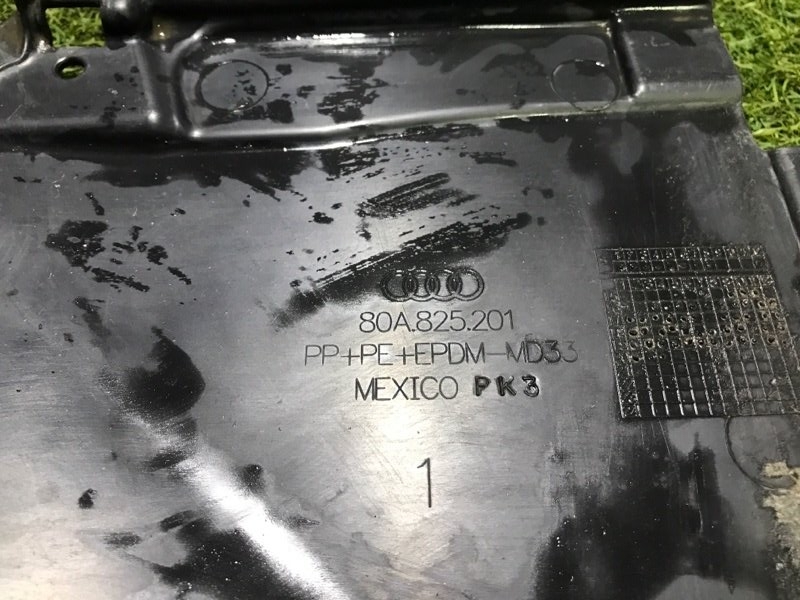 80A.825.201
PP+PE+EPDM-MD33
MEXICO PK3
1